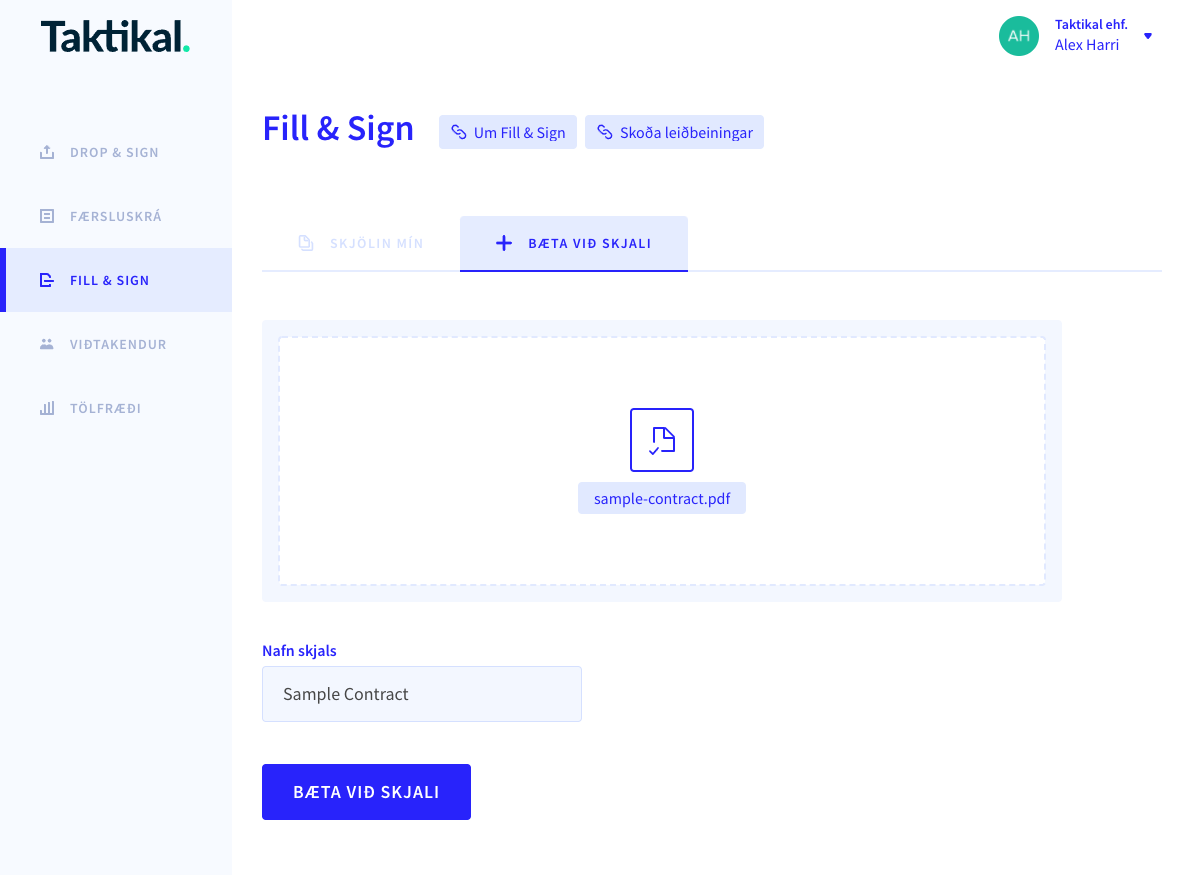 Taktikal.
AH
Taktikal ehf.
Alex Harri
DROP & SIGN
FÆRSLUSKRÁ
FILL & SIGN
VIÐTAKENDUR
TÖLFRÆÐI
Fill & Sign
Um Fill & Sign
Skoða leiðbeiningar
SKJÖLIN MÍN
BÆTA VIÐ SKJALI
sample-contract.pdf
Nafn skjals
Sample Contract
BÆTA VIÐ SKJALI